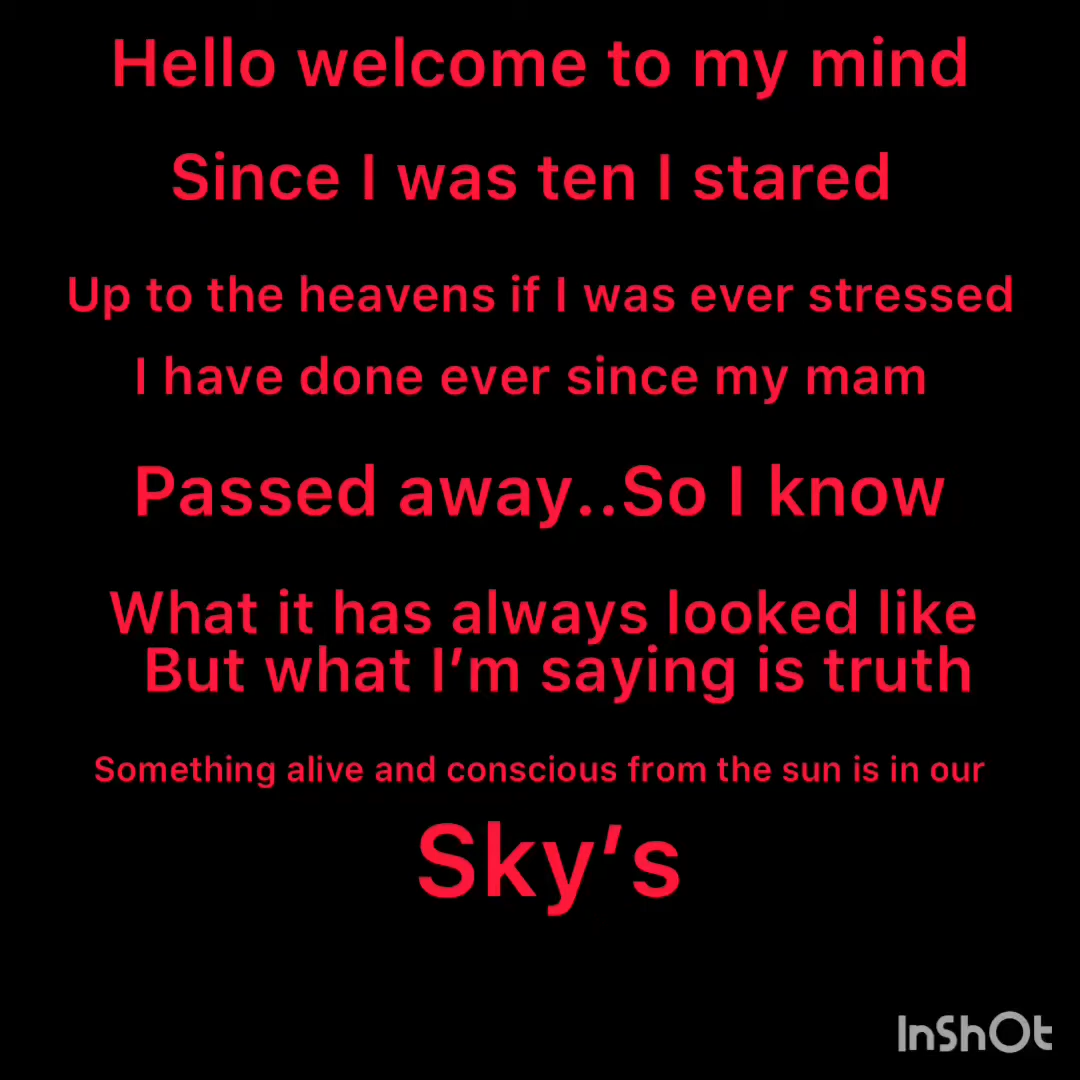 Hello welcome to my mind
Since I was ten I stared
Up to the heavens if I was ever stressed
I have done ever since my mam
Passed away..So I know
What it has always looked like
But what I’m saying is truth
Something alive and conscious from the sun is in our
Sky’s
InShOt